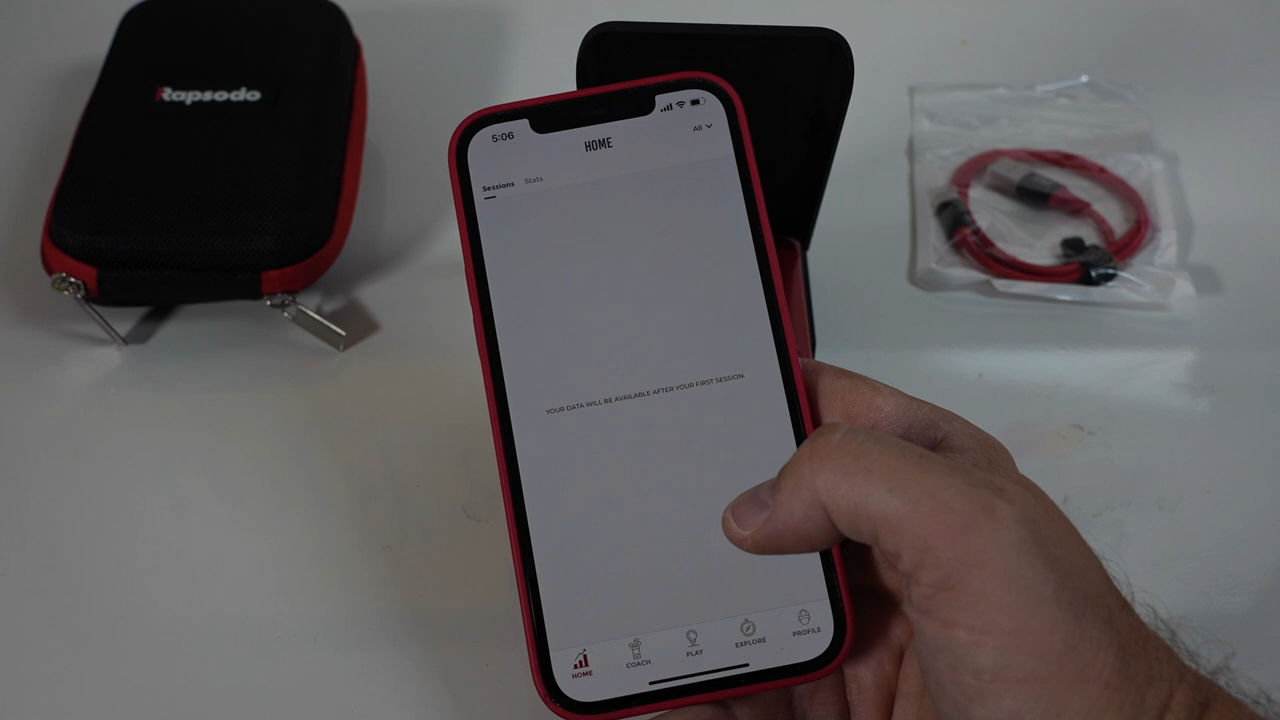 Rapsodo
5:06
HOME
All
Sessions Stats
YOUR DATA WILL BE AVAILABLE AFTER YOUR FIRST SESSION.
HOME COACH PLAY EXPLORE PROFILE